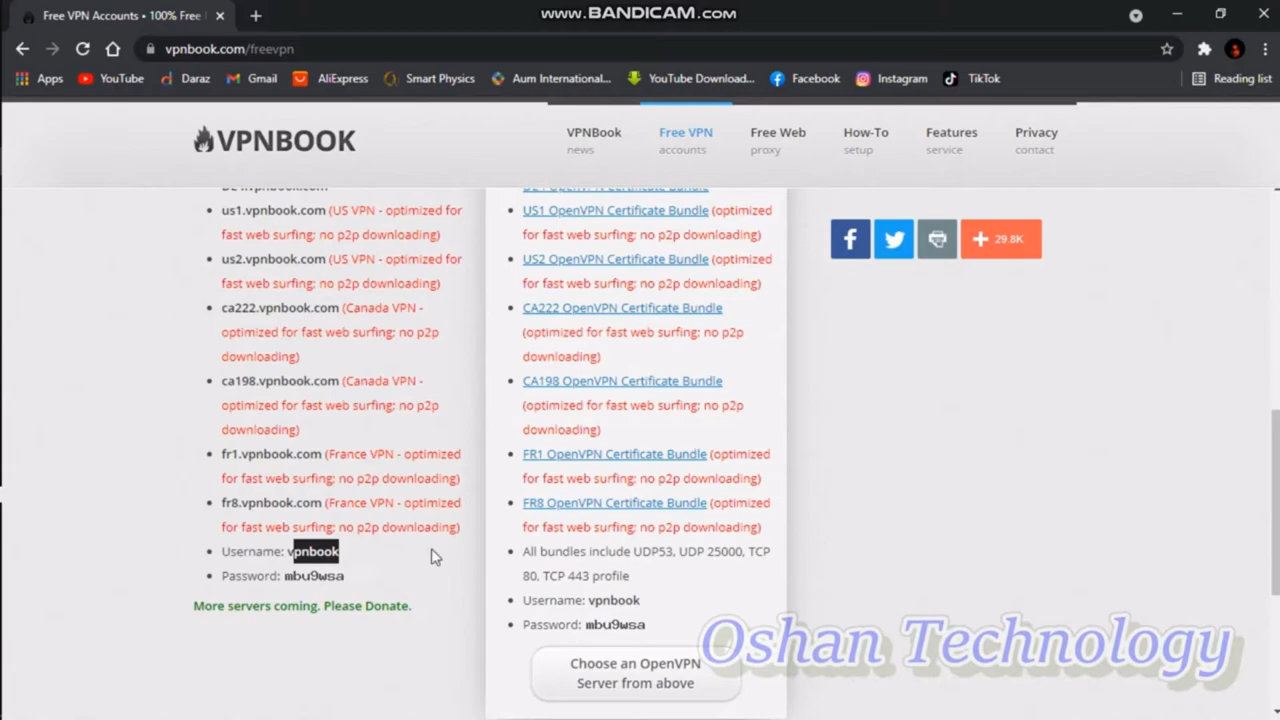 www.BANDICAM.com
Free VPN Accounts • 100% Free
vpnbook.com/freevpn
Apps YouTube Daraz Gmail AliExpress Smart Physics Aum International... YouTube Download... Facebook Instagram TikTok Reading list
VPNBOOK
VPNBook Free VPN Free Web How-To Features Privacy
news accounts proxy setup service contact
us1.vpnbook.com (US VPN - optimized
for fast web surfing; no p2p downloading)
us2.vpnbook.com (US VPN - optimized
for fast web surfing; no p2p downloading)
ca222.vpnbook.com (Canada VPN -
optimized for fast web surfing; no p2p
downloading)
ca198.vpnbook.com (Canada VPN -
optimized for fast web surfing; no p2p
downloading)
fr1.vpnbook.com (France VPN - optimized
for fast web surfing; no p2p downloading)
fr8.vpnbook.com (France VPN - optimized
for fast web surfing; no p2p downloading)
Username: vpnbook
Password: mbu9wsa
More servers coming. Please Donate.
US1 OpenVPN Certificate Bundle (optimized
for fast web surfing; no p2p downloading)
US2 OpenVPN Certificate Bundle (optimized
for fast web surfing; no p2p downloading)
CA222 OpenVPN Certificate Bundle
(optimized for fast web surfing; no p2p
downloading)
CA198 OpenVPN Certificate Bundle
(optimized for fast web surfing; no p2p
downloading)
FR1 OpenVPN Certificate Bundle (optimized
for fast web surfing; no p2p downloading)
FR8 OpenVPN Certificate Bundle (optimized
for fast web surfing; no p2p downloading)
All bundles include UDP53, UDP 25000, TCP
80, TCP 443 profile
Username: vpnbook
Password: mbu9wsa
Choose an OpenVPN
Server from above
29.8K
Oshan Technology